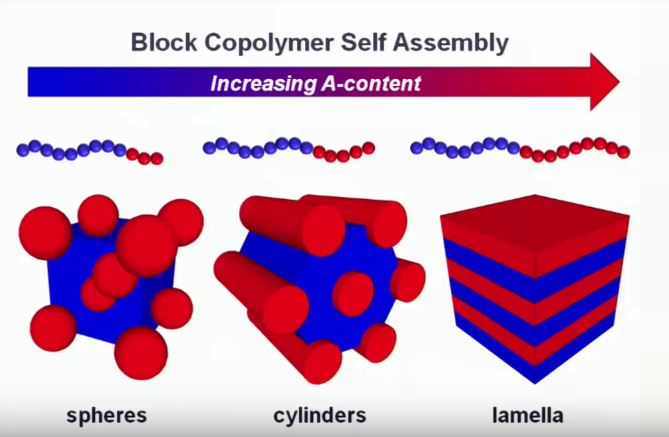 Block Copolymer Self Assembly
Increasing A-content
spheres
cylinders
lamella